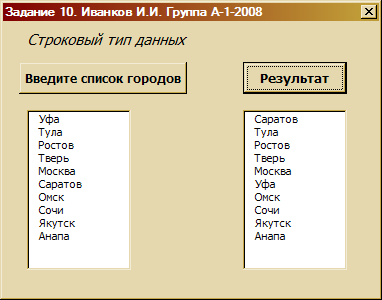 Задание 10. Иванков И.И. Группа А-1-2008
Строковый тип данных
Введите список городов
Результат
Уфа
Тула
Ростов
Тверь
Москва
Саратов
Омск
Сочи
Якутск
Анапа
Саратов
Тула
Ростов
Тверь
Москва
Уфа
Омск
Сочи
Якутск
Анапа